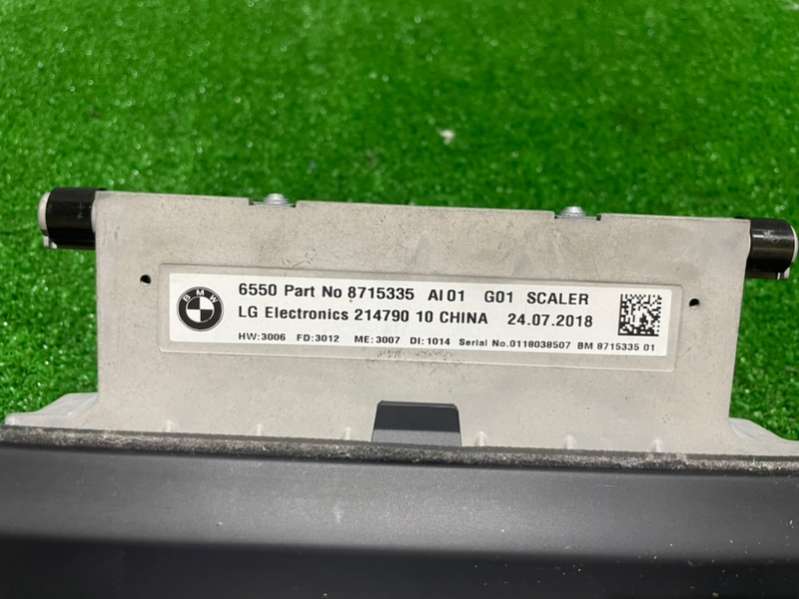 BMW
6550 Part No 8715335 AI 01 G01 SCALER
LG Electronics 214790 10 CHINA 24.07.2018
HW:3006 FD:3012 ME:3007 DI:1014 Serial No.0118038507 BM 8715335 01